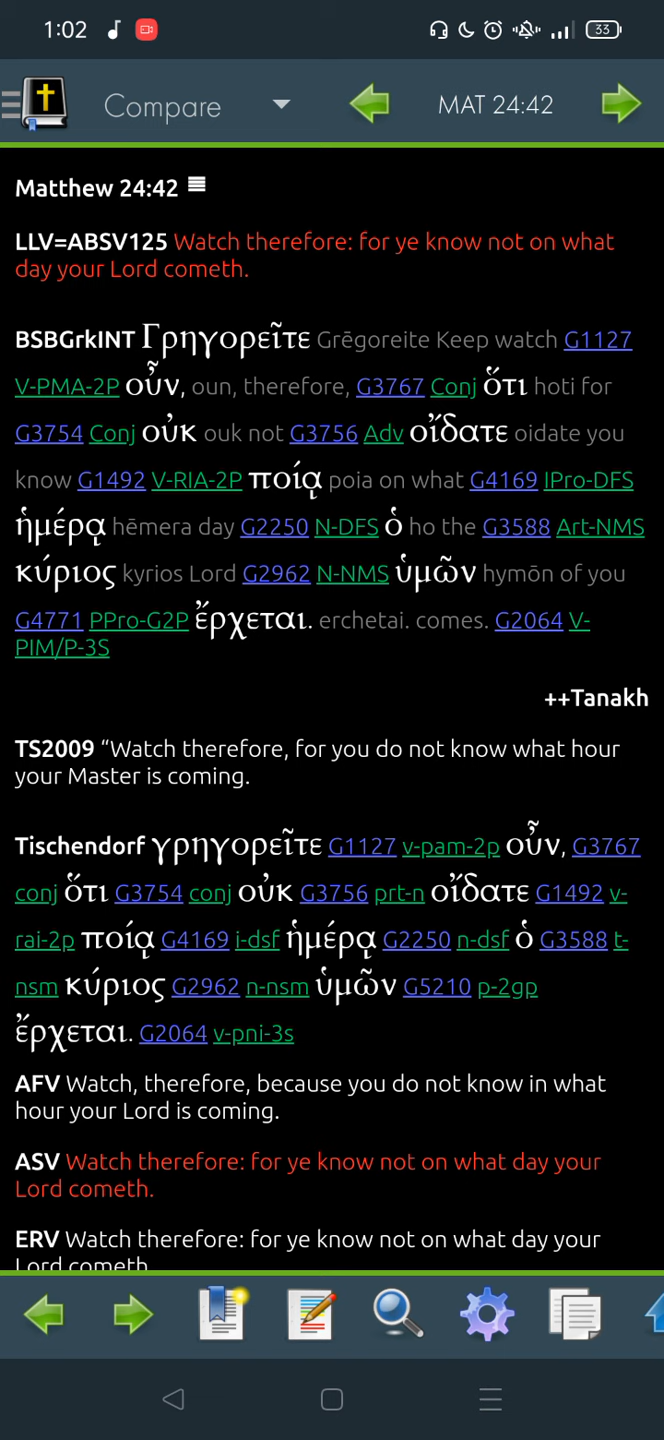 1:02
33
Compare
MAT 24:42
Matthew 24:42
LLV=ABSV125 Watch therefore: for ye know not on what
day your Lord cometh.
BSBGrkINT Γρηγορεῖτε Grēgoreite Keep watch G1127
V-PMA-2P οὖν, oun, therefore, G3767 Conj ὅτι hoti for
G3754 Conj οὐκ ouk not G3756 Adv οἴδατε oidate you
know G1492 V-RIA-2P ποίᾳ poia on what G4169 IPro-DFS
ἡμέρᾳ hēmera day G2250 N-DFS ὁ ho the G3588 Art-NMS
κύριος kyrios Lord G2962 N-NMS ὑμῶν hymōn of you
G4771 PPro-G2P ἔρχεται. erchetai. comes. G2064 V-
PIM/P-3S
++Tanakh
TS2009 “Watch therefore, for you do not know what hour
your Master is coming.
Tischendorf γρηγορεῖτε G1127 v-pam-2p οὖν, G3767
conj ὅτι G3754 conj οὐκ G3756 prt-n οἴδατε G1492 v-
rai-2p ποίᾳ G4169 i-dsf ἡμέρᾳ G2250 n-dsf ὁ G3588 t-
nsm κύριος G2962 n-nsm ὑμῶν G5210 p-2gp
ἔρχεται. G2064 v-pni-3s
AFV Watch, therefore, because you do not know in what
hour your Lord is coming.
ASV Watch therefore: for ye know not on what day your
Lord cometh.
ERV Watch therefore: for ye know not on what day your
Lord cometh